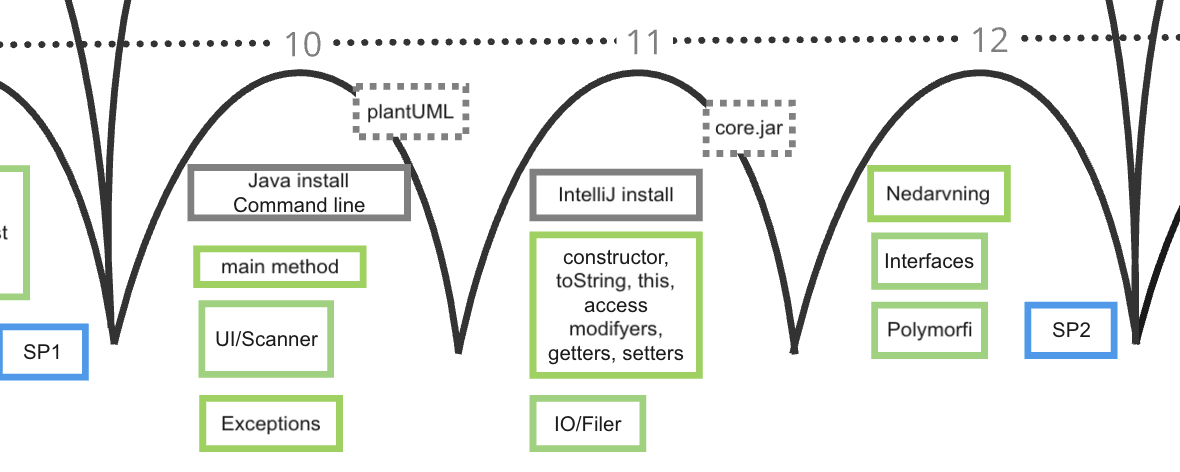 10
11
12
plantUML
core.jar
st
SP1
Java install
Command line
main method
UI/Scanner
Exceptions
IntelliJ install
constructor,
toString, this,
access
modifyers,
getters, setters
IO/Filer
Nedarvning
Interfaces
Polymorfi
SP2